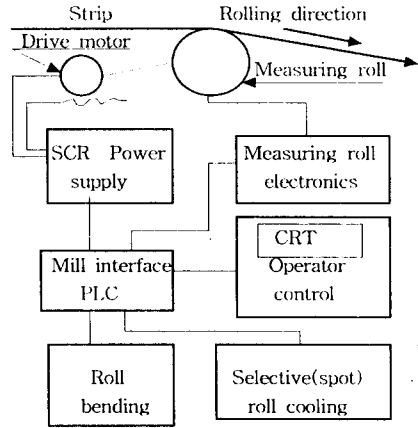 Strip
Rolling direction
Drive motor
Measuring roll
SCR Power
supply
Measuring roll
electronics
CRT
Mill interface
PLC
Operator
control
Roll
bending
Selective(spot)
roll cooling